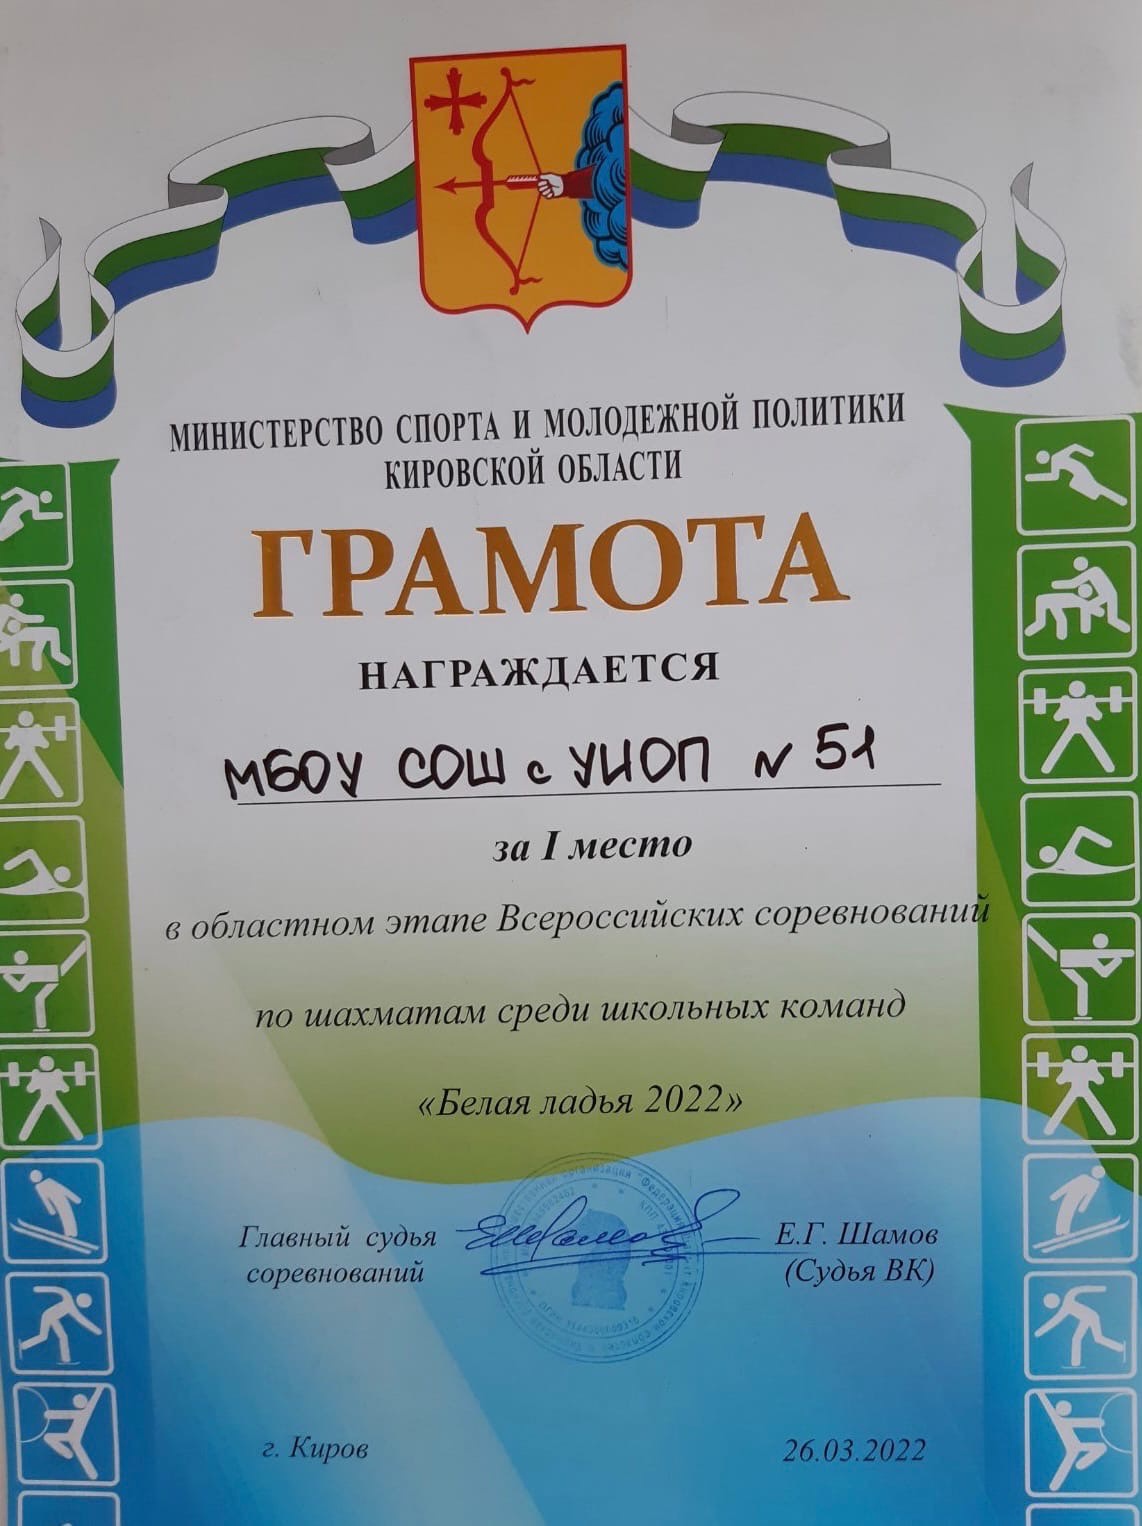 МИНИСТЕРСТВО СПОРТА И МОЛОДЕЖНОЙ ПОЛИТИКИ
КИРОВСКОЙ ОБЛАСТИ
ГРАМОТА
НАГРАЖДАЕТСЯ
МБОУ СОШ с УИОП N 51
за I место
в областном этапе Всероссийских соревнований
по шахматам среди школьных команд
«Белая ладья 2022»
Главный судья
соревнований
Е.Г. Шамов
(Судья ВК)
г. Киров
26.03.2022